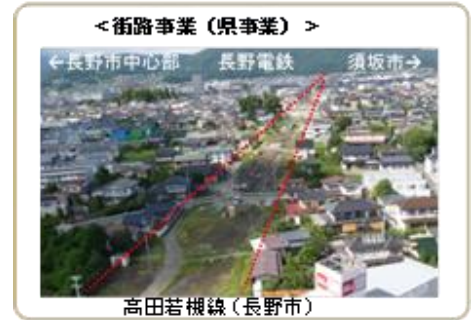 <街路事業（県事業）>
←長野市中心部 長野電鉄 須坂市→
高田若槻線（長野市）